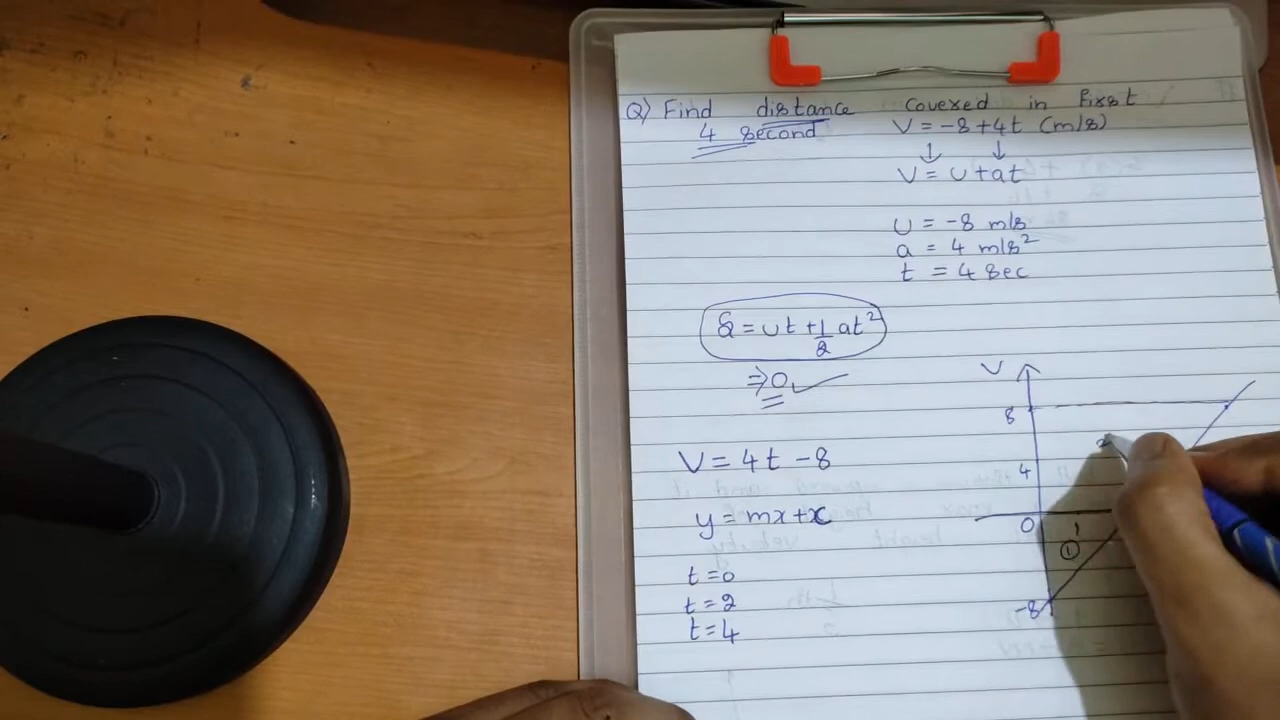 Q) Find distance covered in first
4 second V = -8 + 4t (m/s)
↓ ↓
V = u + at
u = -8 m/s
a = 4 m/s²
t = 4 sec
S = ut + 1/2 at²
⇒ 0 ✓
V
8
4
0
1
①
-8
V = 4t - 8
y = mx + c
t = 0
t = 2
t = 4